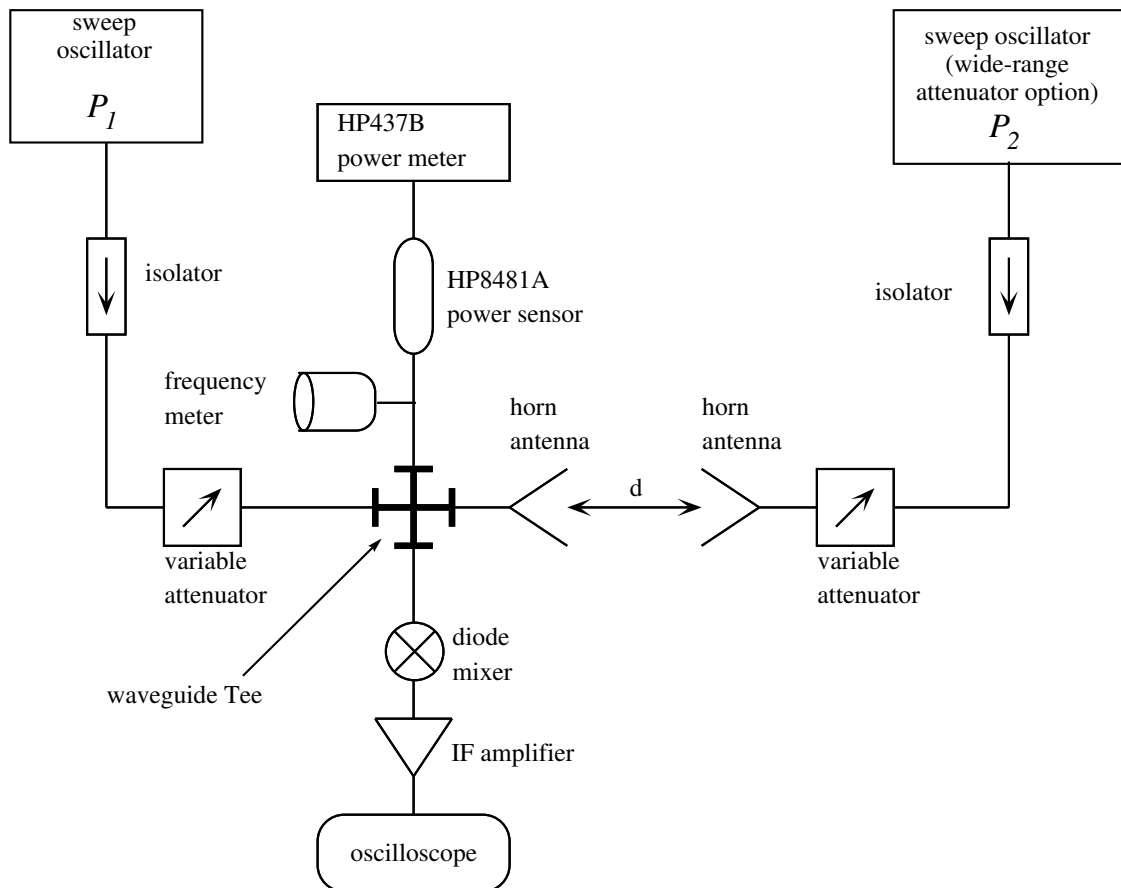 sweep
oscillator
P1
sweep oscillator
(wide-range
attenuator option)
P2
HP437B
power meter
isolator
HP8481A
power sensor
isolator
frequency
meter
horn
antenna
horn
antenna
d
variable
attenuator
variable
attenuator
diode
mixer
waveguide Tee
IF amplifier
oscilloscope